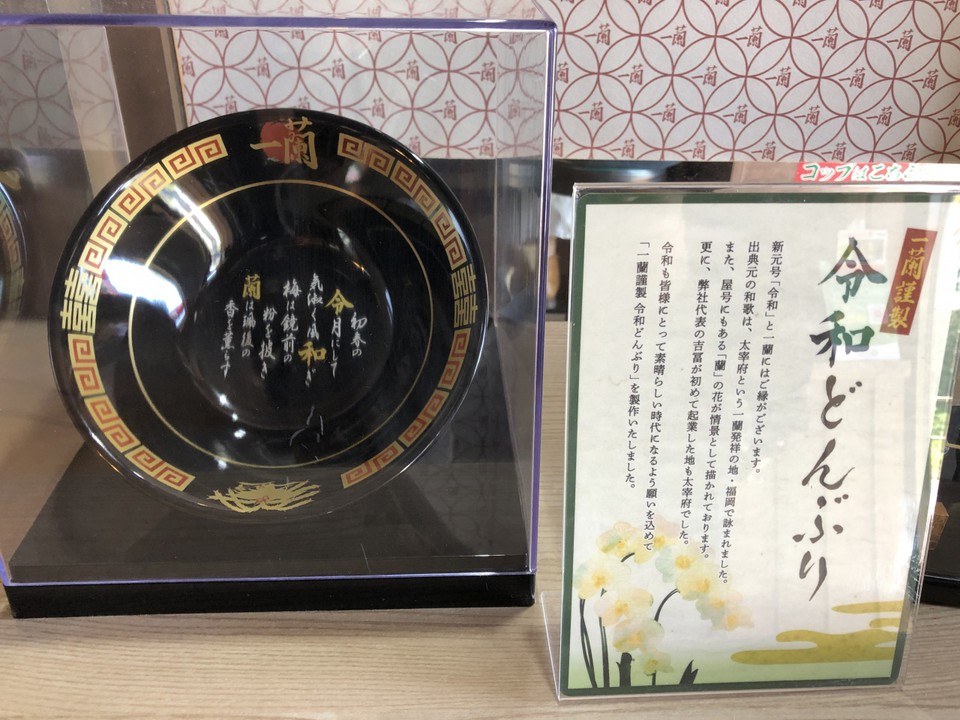 一蘭
初春の
令月にして
気淑く風和ぎ
梅は鏡前の
粉を披き
蘭は珮後の
香を薫らす
コップはこちら
一蘭謹製
令和どんぶり
新元号「令和」と一蘭にはご縁がございます。
出典元の和歌は、太宰府という一蘭発祥の地・福岡で詠まれました。
また、屋号にもある「蘭」の花が情景として描かれております。
更に、弊社代表の吉冨が初めて起業した地も太宰府でした。
令和も皆様にとって素晴らしい時代になるよう願いを込めて
「一蘭謹製 令和どんぶり」を製作いたしました。